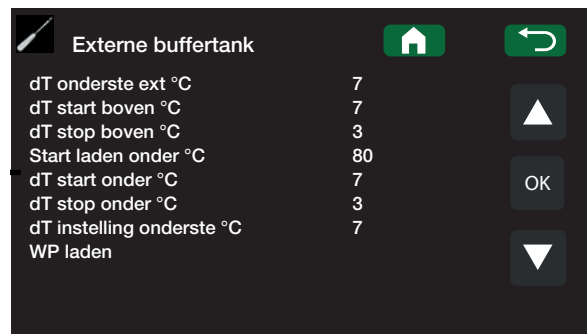 Externe buffertank
dT onderste ext °C 7
dT start boven °C 7
dT stop boven °C 3
Start laden onder °C 80
dT start onder °C 7
OK
dT stop onder °C 3
dT instelling onderste °C 7
WP laden